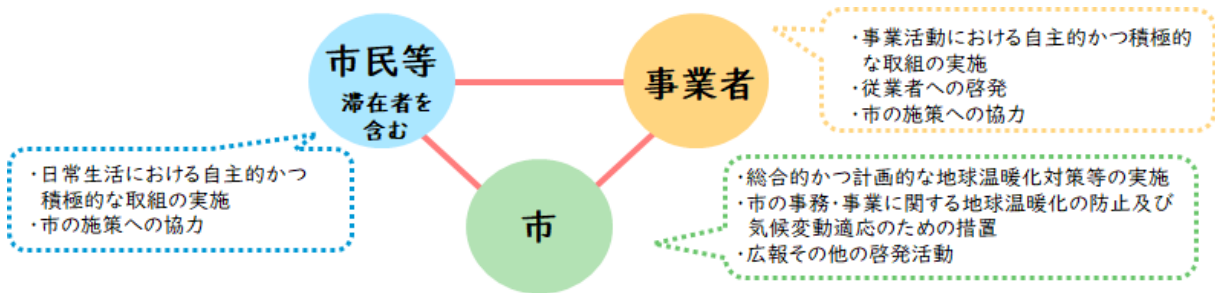 市民等
滞在者を
含む
事業者
・事業活動における自主的かつ積極的
な取組の実施
・従業者への啓発
・市の施策への協力
・日常生活における自主的かつ
積極的な取組の実施
・市の施策への協力
市
・総合的かつ計画的な地球温暖化対策等の実施
・市の事務・事業に関する地球温暖化の防止及び
気候変動適応のための措置
・広報その他の啓発活動